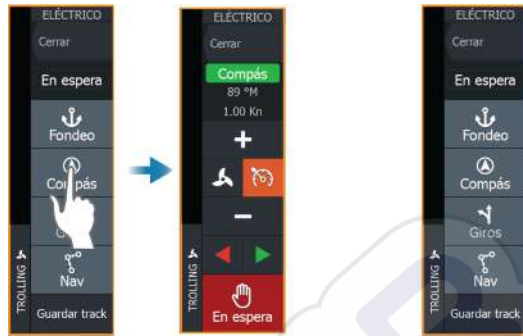 ELÉCTRICO
Cerrar
En espera
Fondeo
Compás
Nav
Guardar track
TROLLING
ELÉCTRICO
Cerrar
Compás
89 °M
1.00 Kn
En espera
TROLLING
ELÉCTRICO
Cerrar
En espera
Fondeo
Compás
Giros
Nav
Guardar track
TROLLING